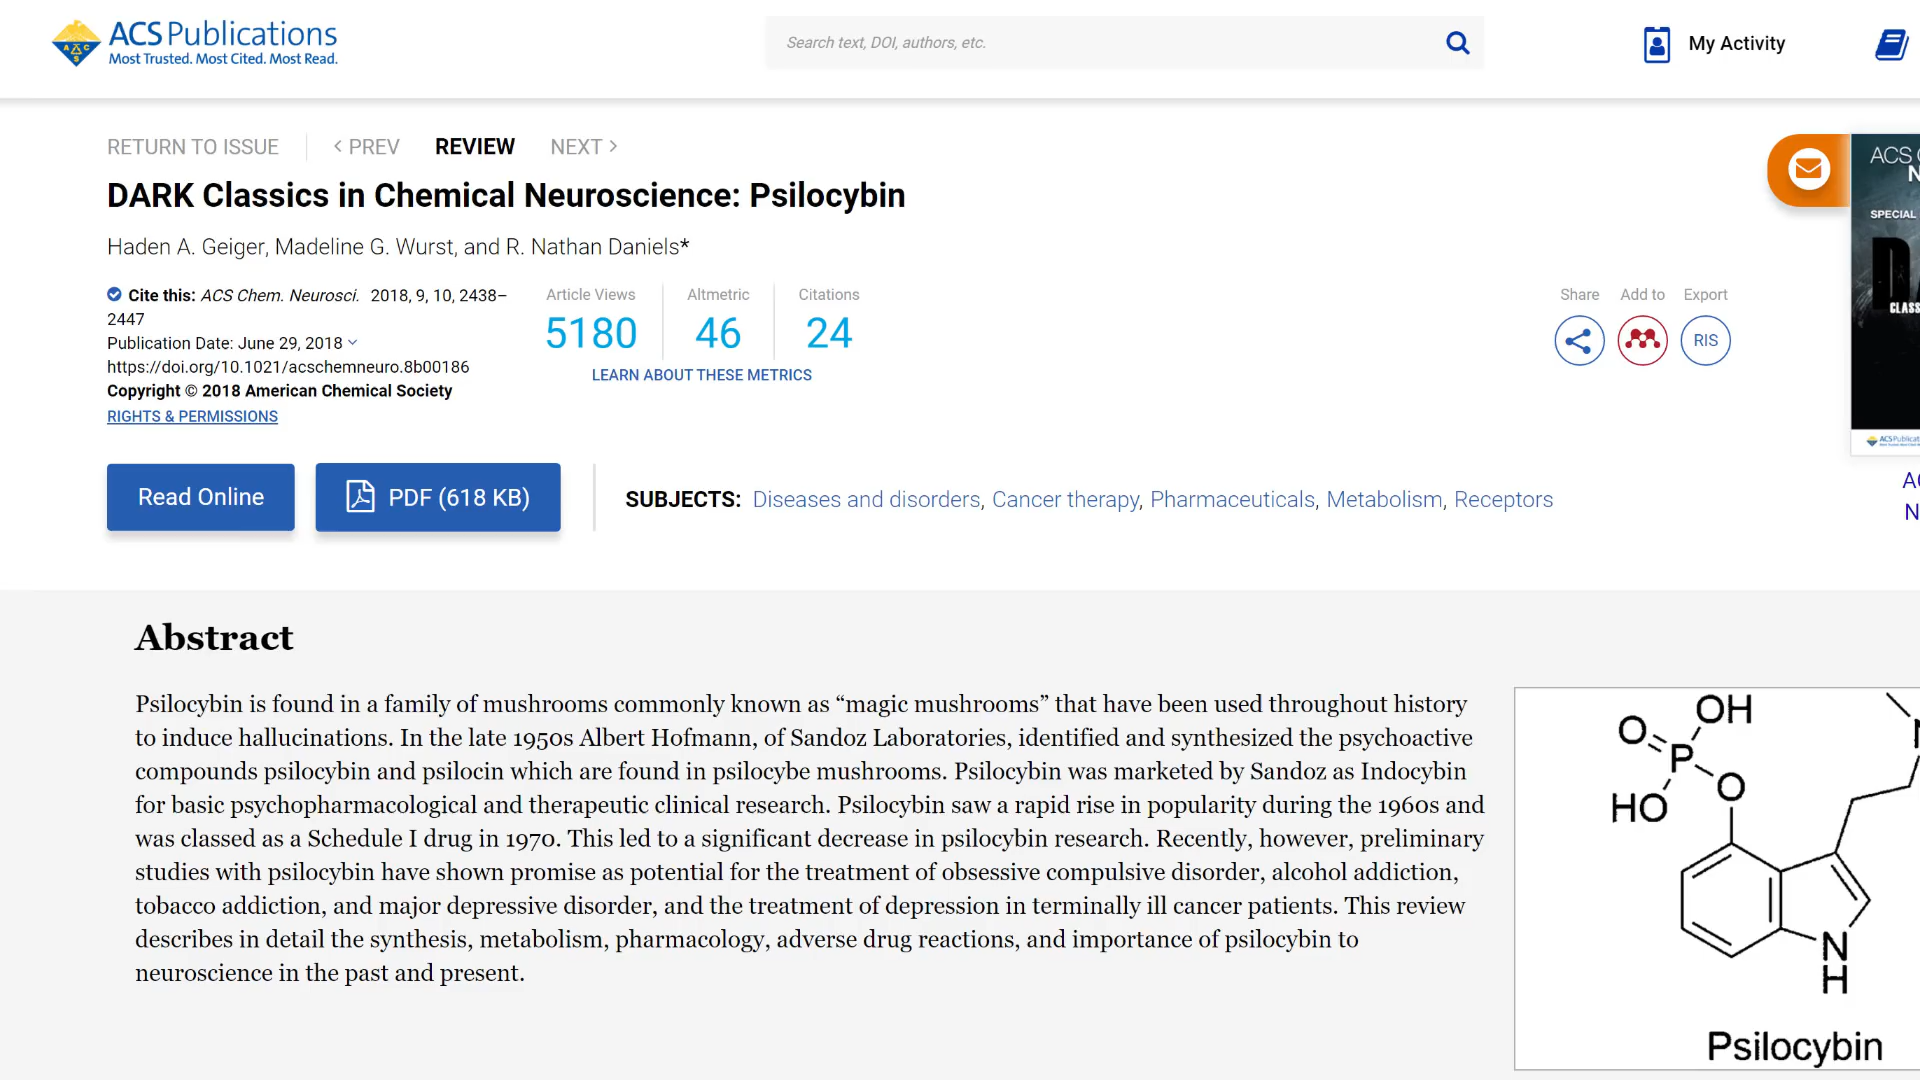 ACS Publications
Most Trusted. Most Cited. Most Read.
Search text, DOI, authors, etc.
My Activity
RETURN TO ISSUE
< PREV
REVIEW
NEXT >
DARK Classics in Chemical Neuroscience: Psilocybin
Haden A. Geiger, Madeline G. Wurst, and R. Nathan Daniels*
Cite this: ACS Chem. Neurosci. 2018, 9, 10, 2438–
2447
Publication Date: June 29, 2018
https://doi.org/10.1021/acschemneuro.8b00186
Copyright © 2018 American Chemical Society
RIGHTS & PERMISSIONS
Article Views
5180
Altmetric
46
Citations
24
LEARN ABOUT THESE METRICS
Share
Add to
Export
RIS
ACS
SPECIAL
Read Online
PDF (618 KB)
SUBJECTS: Diseases and disorders, Cancer therapy, Pharmaceuticals, Metabolism, Receptors
Abstract
Psilocybin is found in a family of mushrooms commonly known as “magic mushrooms” that have been used throughout history
to induce hallucinations. In the late 1950s Albert Hofmann, of Sandoz Laboratories, identified and synthesized the psychoactive
compounds psilocybin and psilocin which are found in psilocybe mushrooms. Psilocybin was marketed by Sandoz as Indocybin
for basic psychopharmacological and therapeutic clinical research. Psilocybin saw a rapid rise in popularity during the 1960s and
was classed as a Schedule I drug in 1970. This led to a significant decrease in psilocybin research. Recently, however, preliminary
studies with psilocybin have shown promise as potential for the treatment of obsessive compulsive disorder, alcohol addiction,
tobacco addiction, and major depressive disorder, and the treatment of depression in terminally ill cancer patients. This review
describes in detail the synthesis, metabolism, pharmacology, adverse drug reactions, and importance of psilocybin to
neuroscience in the past and present.
OH
O
P
HO
O
N
H
Psilocybin